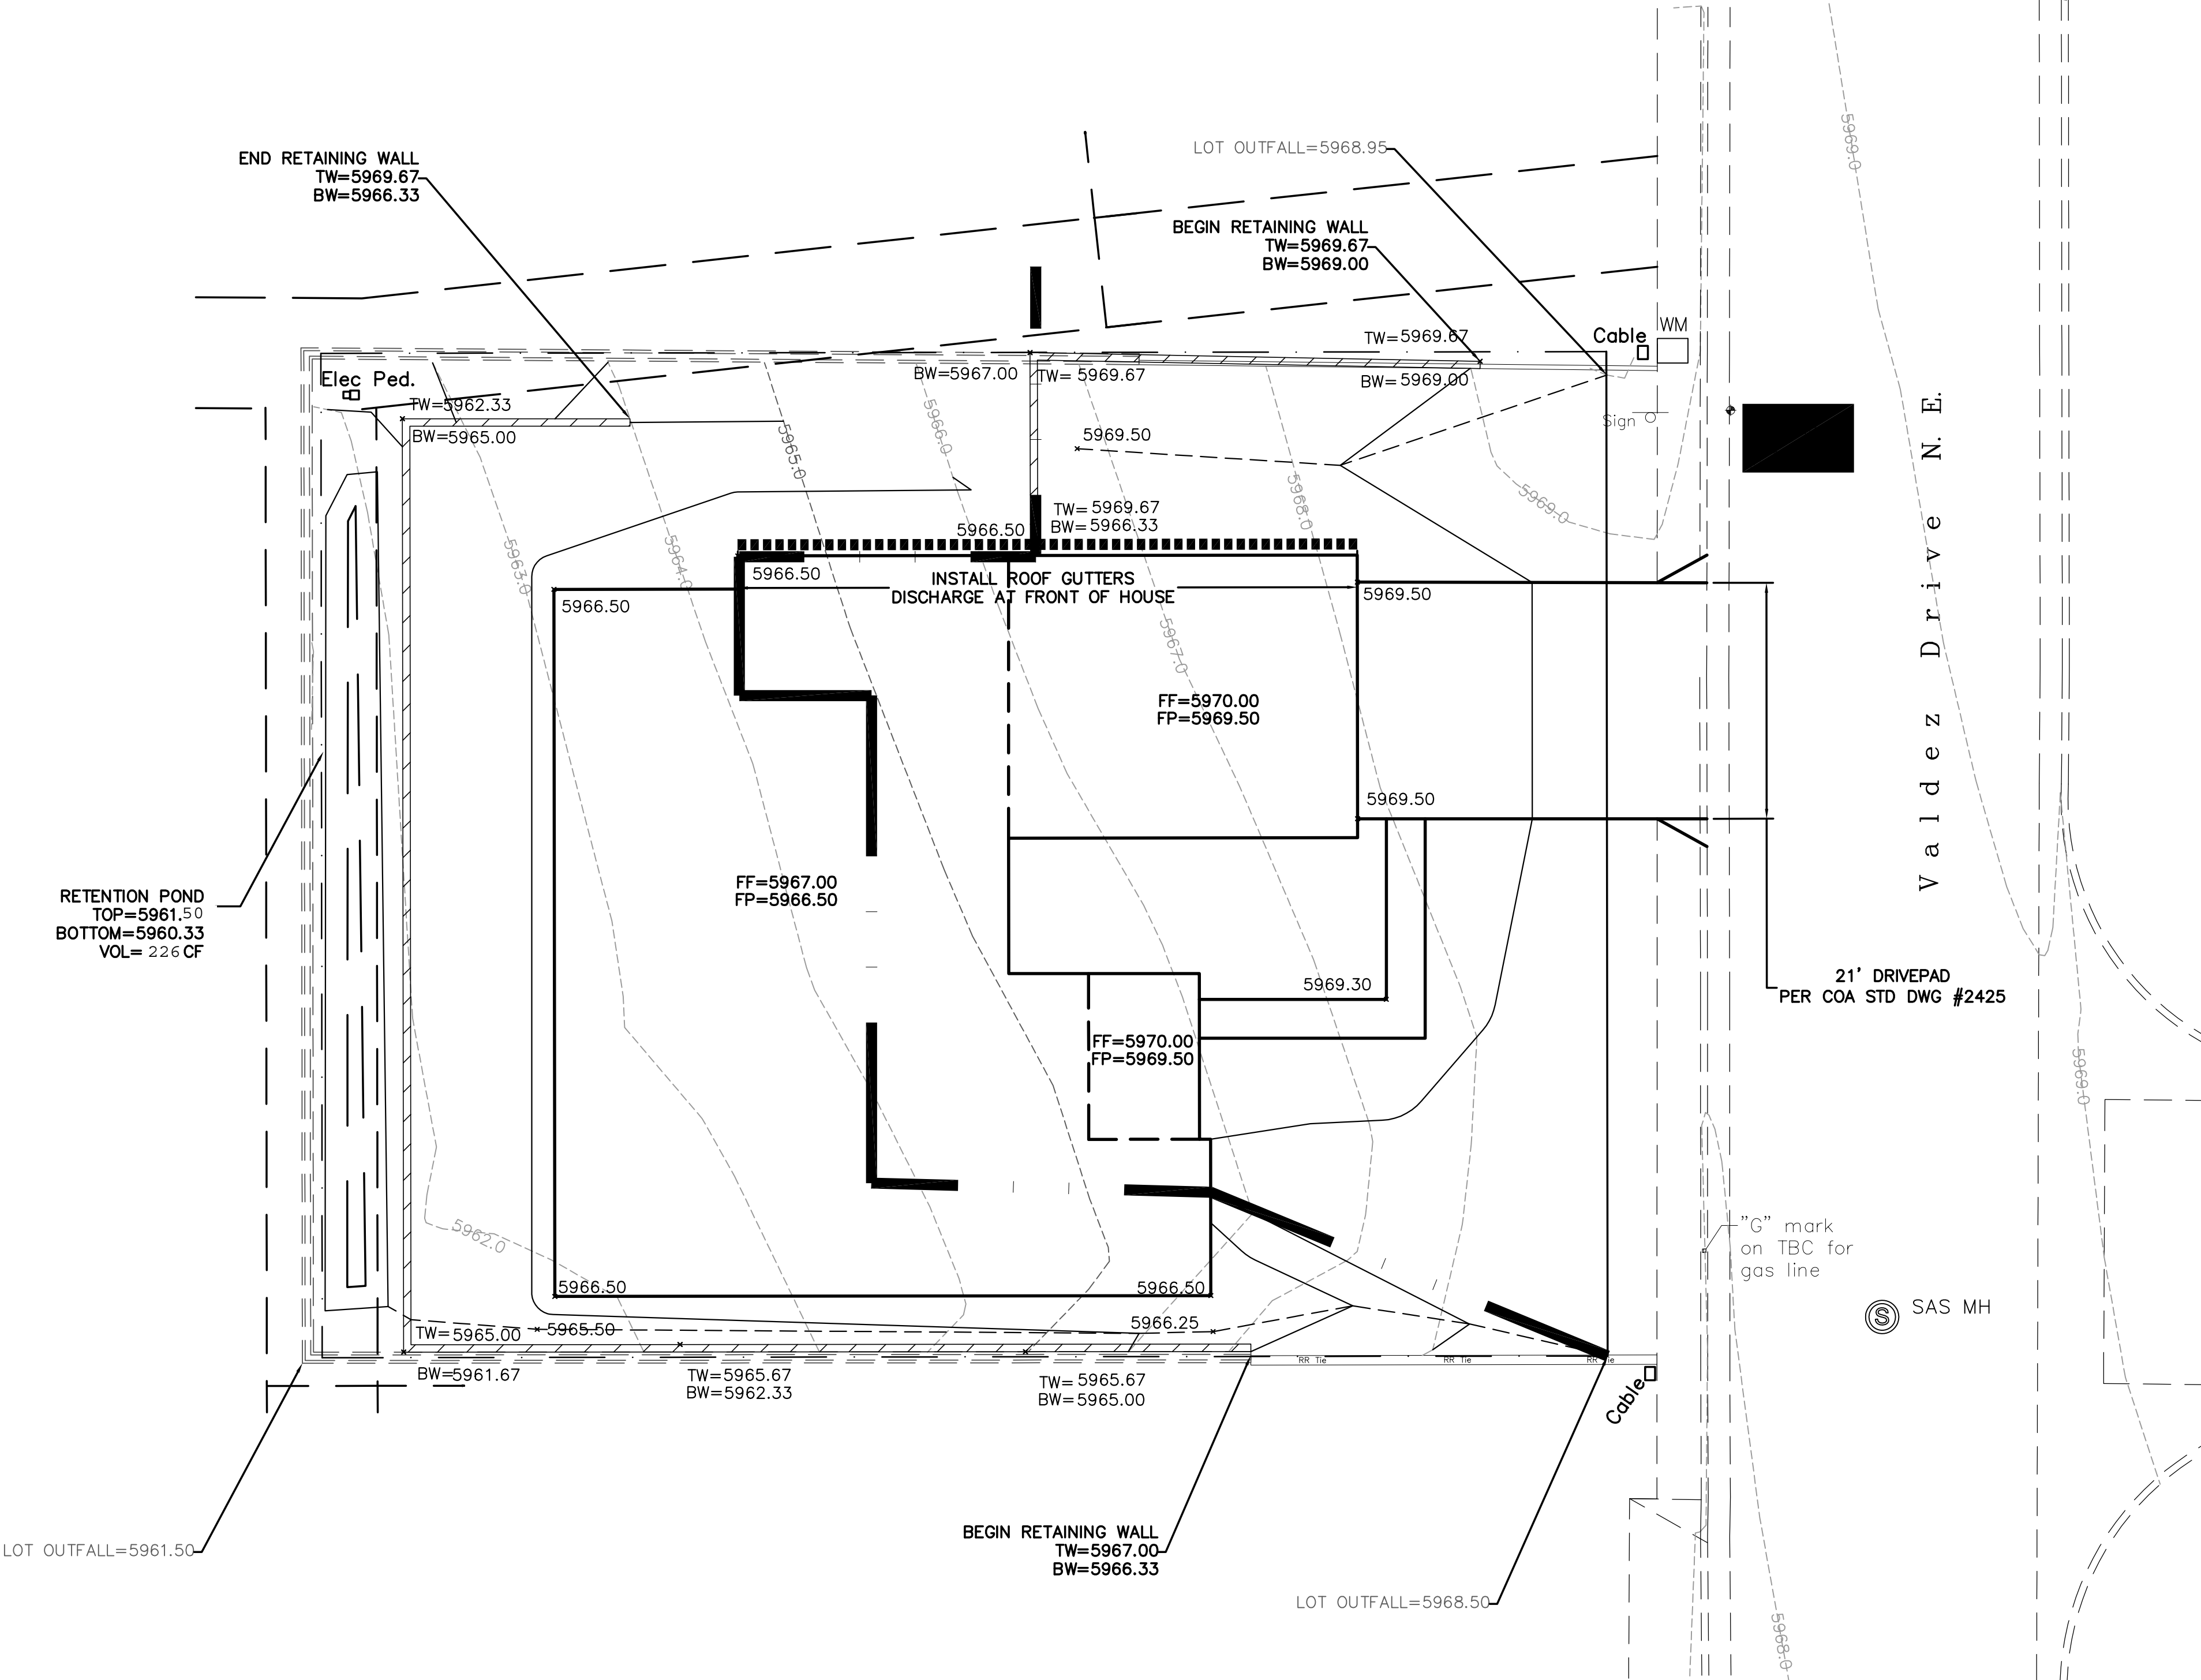 END RETAINING WALL
TW=5969.67
BW=5966.33
LOT OUTFALL=5968.95
BEGIN RETAINING WALL
TW=5969.67
BW=5969.00
5969.0
Cable
WM
TW=5969.67
BW=5967.00
TW=5969.67
BW=5969.00
Elec Ped.
TW=5962.33
BW=5965.00
5966.0
5965.0
5969.50
Sign
5968.0
5969.0
TW=5969.67
BW=5966.33
5966.50
5963.0
5964.0
5966.50
INSTALL ROOF GUTTERS
DISCHARGE AT FRONT OF HOUSE
5969.50
5966.50
5967.0
Valdez Drive N.E.
FF=5970.00
FP=5969.50
5969.50
RETENTION POND
TOP=5961.50
BOTTOM=5960.33
VOL= 226 CF
FF=5967.00
FP=5966.50
5969.30
21' DRIVEPAD
PER COA STD DWG #2425
FF=5970.00
FP=5969.50
5969.0
5962.0
"G" mark
on TBC for
gas line
5966.50
5966.50
SAS MH
S
5966.25
TW=5965.00
5965.50
BW=5961.67
TW=5965.67
BW=5962.33
TW=5965.67
BW=5965.00
RR Tie
RR Tie
RR Tie
Cable
LOT OUTFALL=5961.50
BEGIN RETAINING WALL
TW=5967.00
BW=5966.33
LOT OUTFALL=5968.50
5968.0